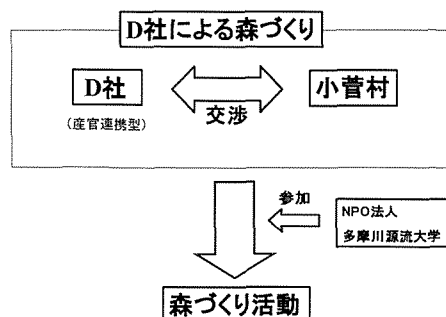 D社による森づくり
D社
小菅村
(産官連携型)
交渉
参加
NPO法人
多摩川源流大学
森づくり活動